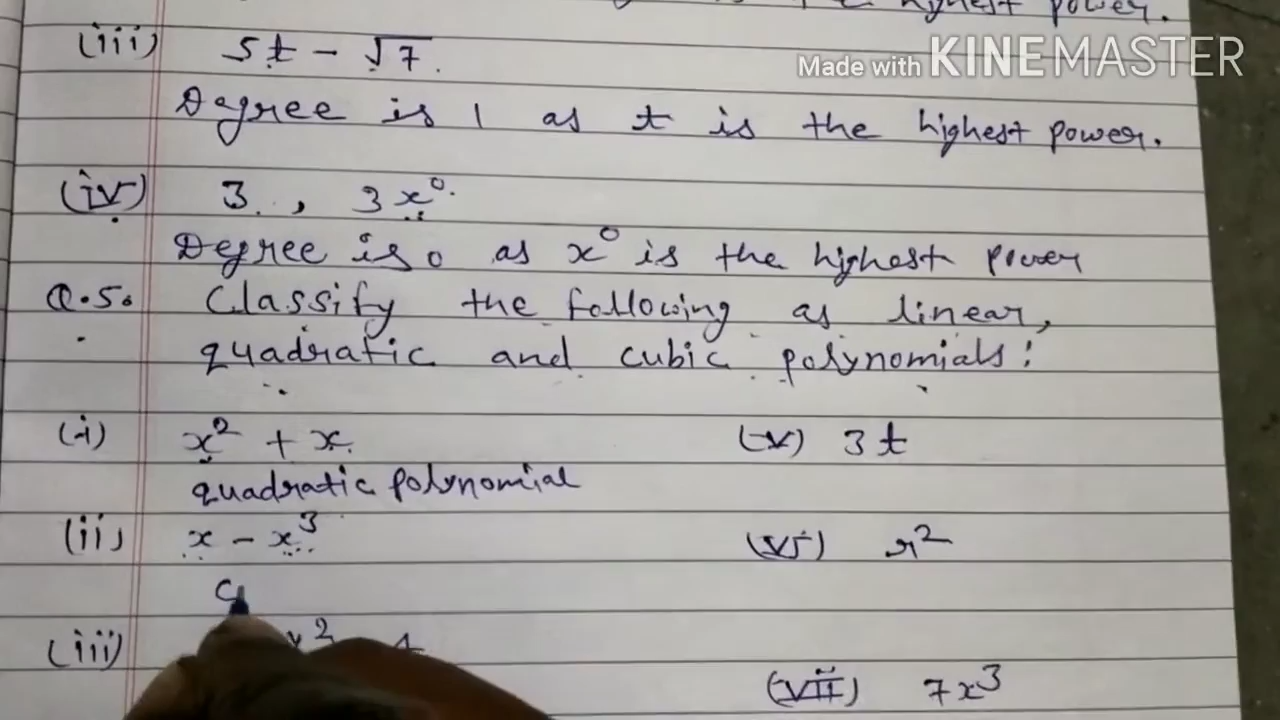 highest power.
Made with KINEMASTER
(iii) 5t - √7.
Degree is 1 as t is the highest power.
(iv) 3 , 3x⁰.
Degree is 0 as x⁰ is the highest power
Q.5. Classify the following as linear,
quadratic and cubic polynomials:
(i) x² + x (v) 3t
quadratic polynomial
(ii) x - x³ (vi) r²
c
(iii)
(VII) 7x³